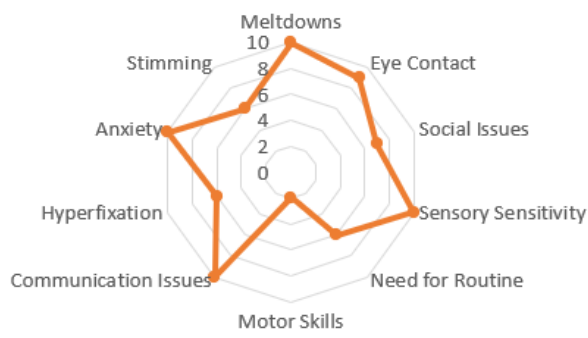 Meltdowns
10
Stimming
Eye Contact
8
6
Anxiety
4
Social Issues
2
0
Hyperfixation
Sensory Sensitivity
Communication Issues
Need for Routine
Motor Skills